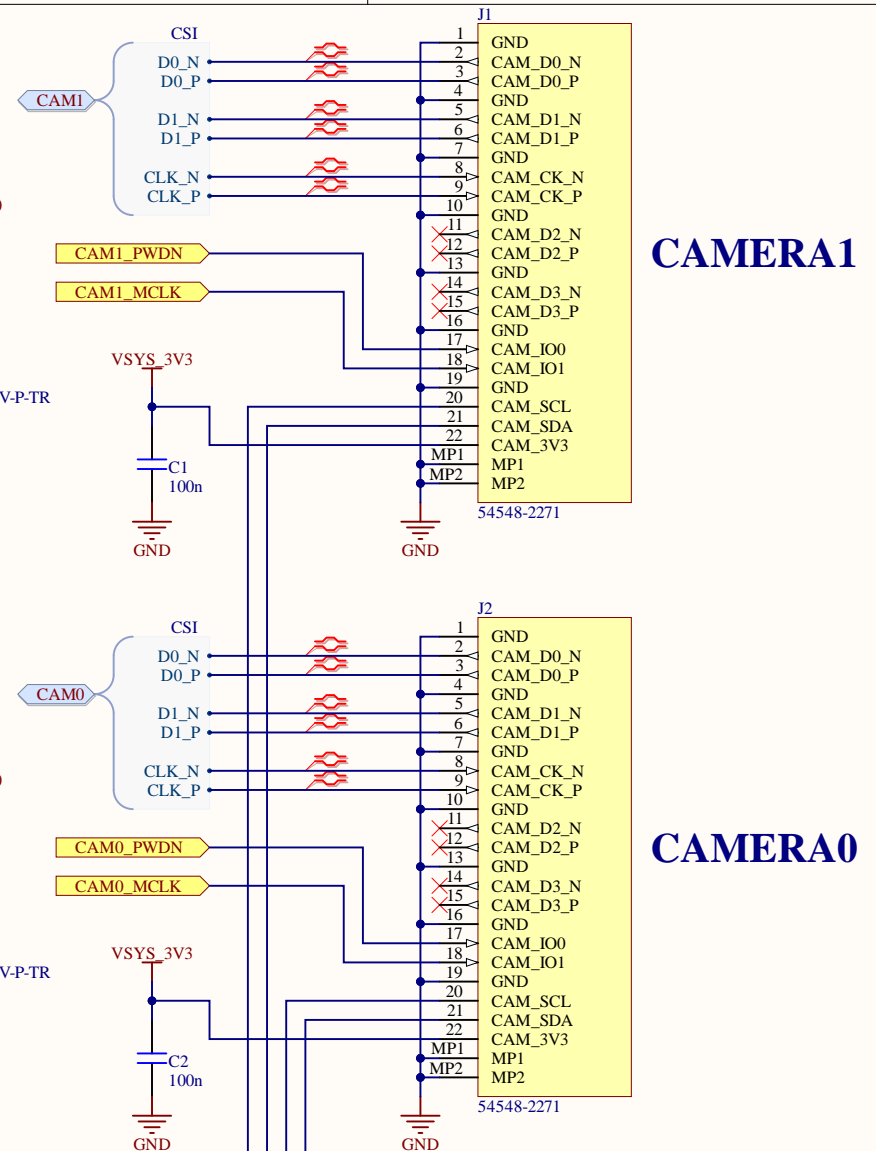 J1
CSI
CAM1
D0_N
D0_P
D1_N
D1_P
CLK_N
CLK_P
1 GND
2 CAM_D0_N
3 CAM_D0_P
4 GND
5 CAM_D1_N
6 CAM_D1_P
7 GND
8 CAM_CK_N
9 CAM_CK_P
10 GND
11 CAM_D2_N
12 CAM_D2_P
13 GND
14 CAM_D3_N
15 CAM_D3_P
16 GND
17 CAM_IO0
18 CAM_IO1
19 GND
20 CAM_SCL
21 CAM_SDA
22 CAM_3V3
MP1 MP1
MP2 MP2
54548-2271
CAMERA1
CAM1_PWDN
CAM1_MCLK
VSYS_3V3
V-P-TR
C1
100n
GND
GND
J2
CSI
CAM0
D0_N
D0_P
D1_N
D1_P
CLK_N
CLK_P
1 GND
2 CAM_D0_N
3 CAM_D0_P
4 GND
5 CAM_D1_N
6 CAM_D1_P
7 GND
8 CAM_CK_N
9 CAM_CK_P
10 GND
11 CAM_D2_N
12 CAM_D2_P
13 GND
14 CAM_D3_N
15 CAM_D3_P
16 GND
17 CAM_IO0
18 CAM_IO1
19 GND
20 CAM_SCL
21 CAM_SDA
22 CAM_3V3
MP1 MP1
MP2 MP2
54548-2271
CAMERA0
CAM0_PWDN
CAM0_MCLK
VSYS_3V3
V-P-TR
C2
100n
GND
GND